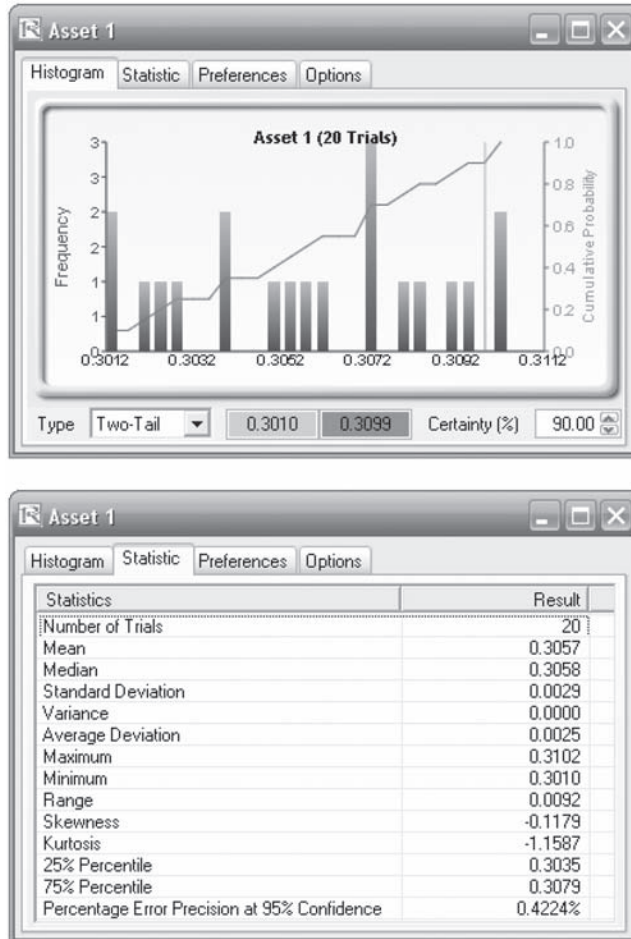 Asset 1
Histogram Statistic Preferences Options
Asset 1 (20 Trials)
3
3
2
2
1
1
0
Frequency
1.0
0.8
0.6
0.4
0.2
0.0
Cumulative Probability
0.3012 0.3032 0.3052 0.3072 0.3092 0.3112
Type Two-Tail 0.3010 0.3099 Certainty (%) 90.00
Asset 1
Histogram Statistic Preferences Options
Statistics Result
Number of Trials 20
Mean 0.3057
Median 0.3058
Standard Deviation 0.0029
Variance 0.0000
Average Deviation 0.0025
Maximum 0.3102
Minimum 0.3010
Range 0.0092
Skewness -0.1179
Kurtosis -1.1587
25% Percentile 0.3035
75% Percentile 0.3079
Percentage Error Precision at 95% Confidence 0.4224%